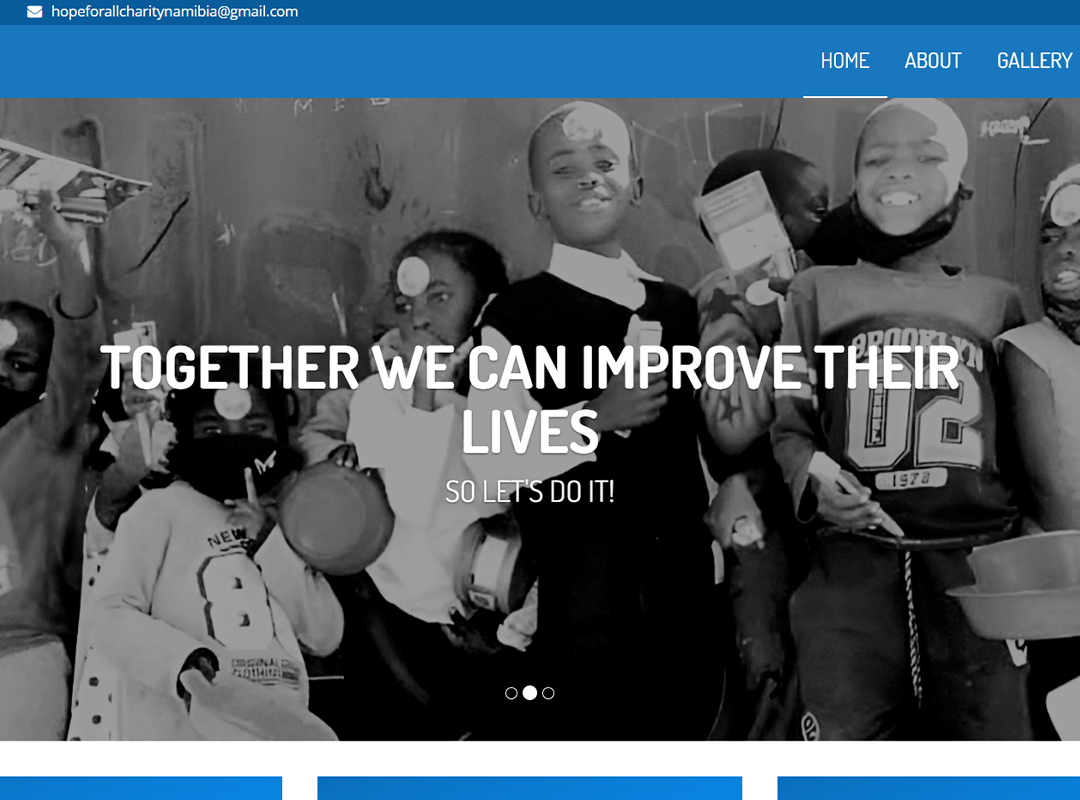 hopeforallcharitynamibia@gmail.com
HOME ABOUT GALLERY
TOGETHER WE CAN IMPROVE THEIR
LIVES
SO LET'S DO IT!
BROOKLYN
02
1978
NEW
8